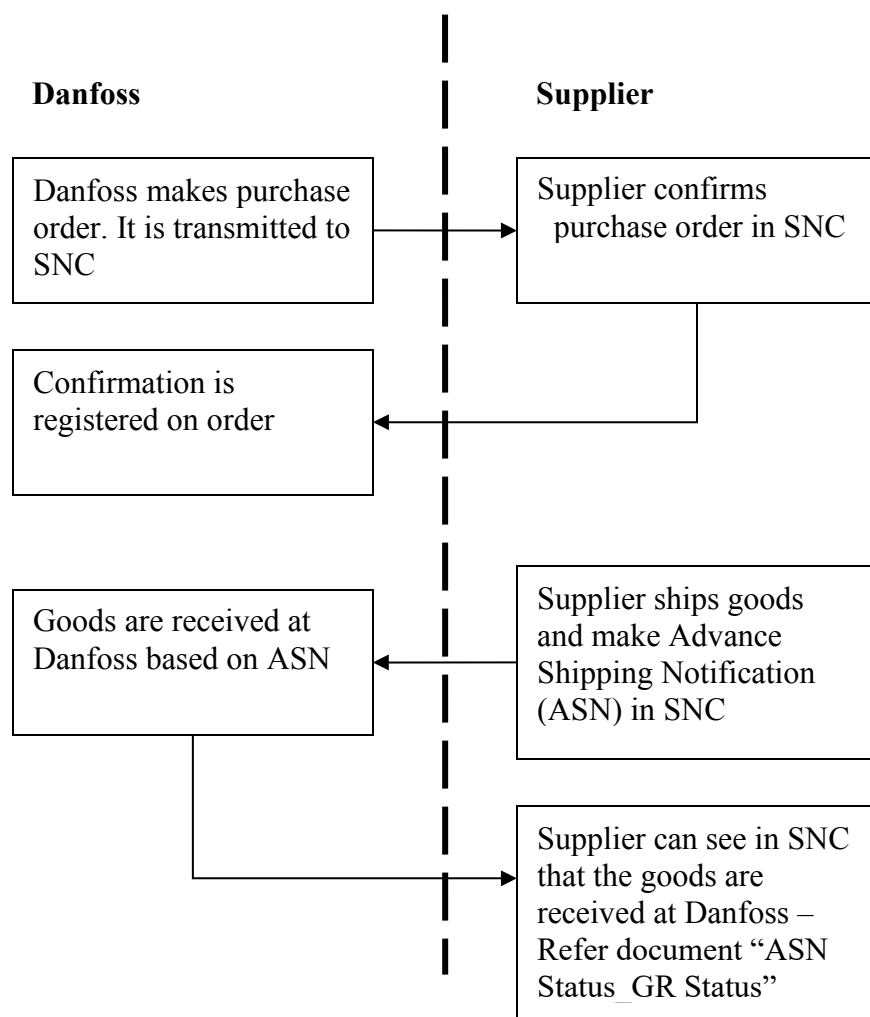 Danfoss
Supplier
Danfoss makes purchase
order. It is transmitted to
SNC
Supplier confirms
purchase order in SNC
Confirmation is
registered on order
Supplier ships goods
and make Advance
Shipping Notification
(ASN) in SNC
Goods are received at
Danfoss based on ASN
Supplier can see in SNC
that the goods are
received at Danfoss –
Refer document “ASN
Status_GR Status”